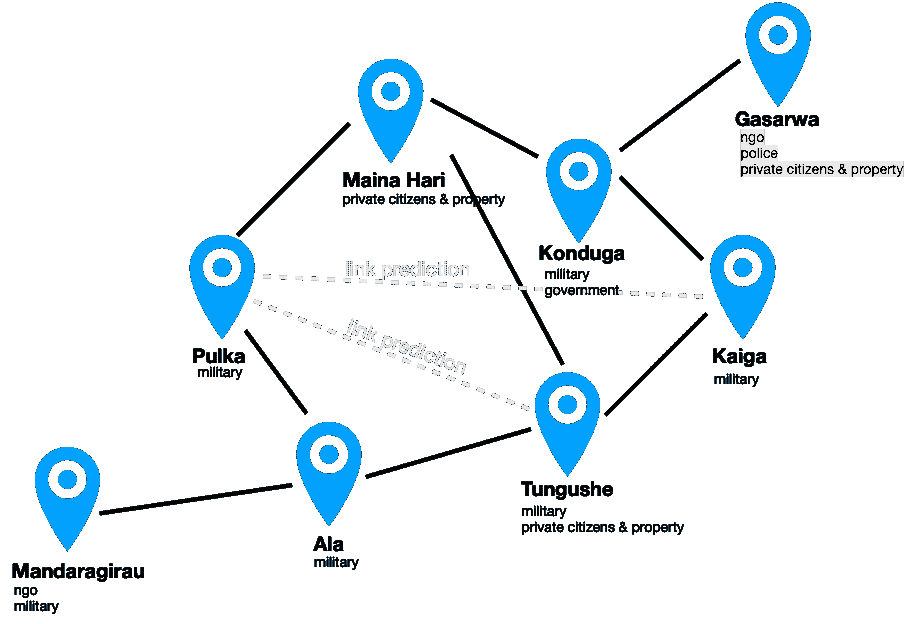 Gasarwa
ngo
police
private citizens & property
Maina Hari
private citizens & property
Konduga
military
government
link prediction
link prediction
Pulka
military
Kaiga
military
Tungushe
military
private citizens & property
Ala
military
Mandaragirau
ngo
military